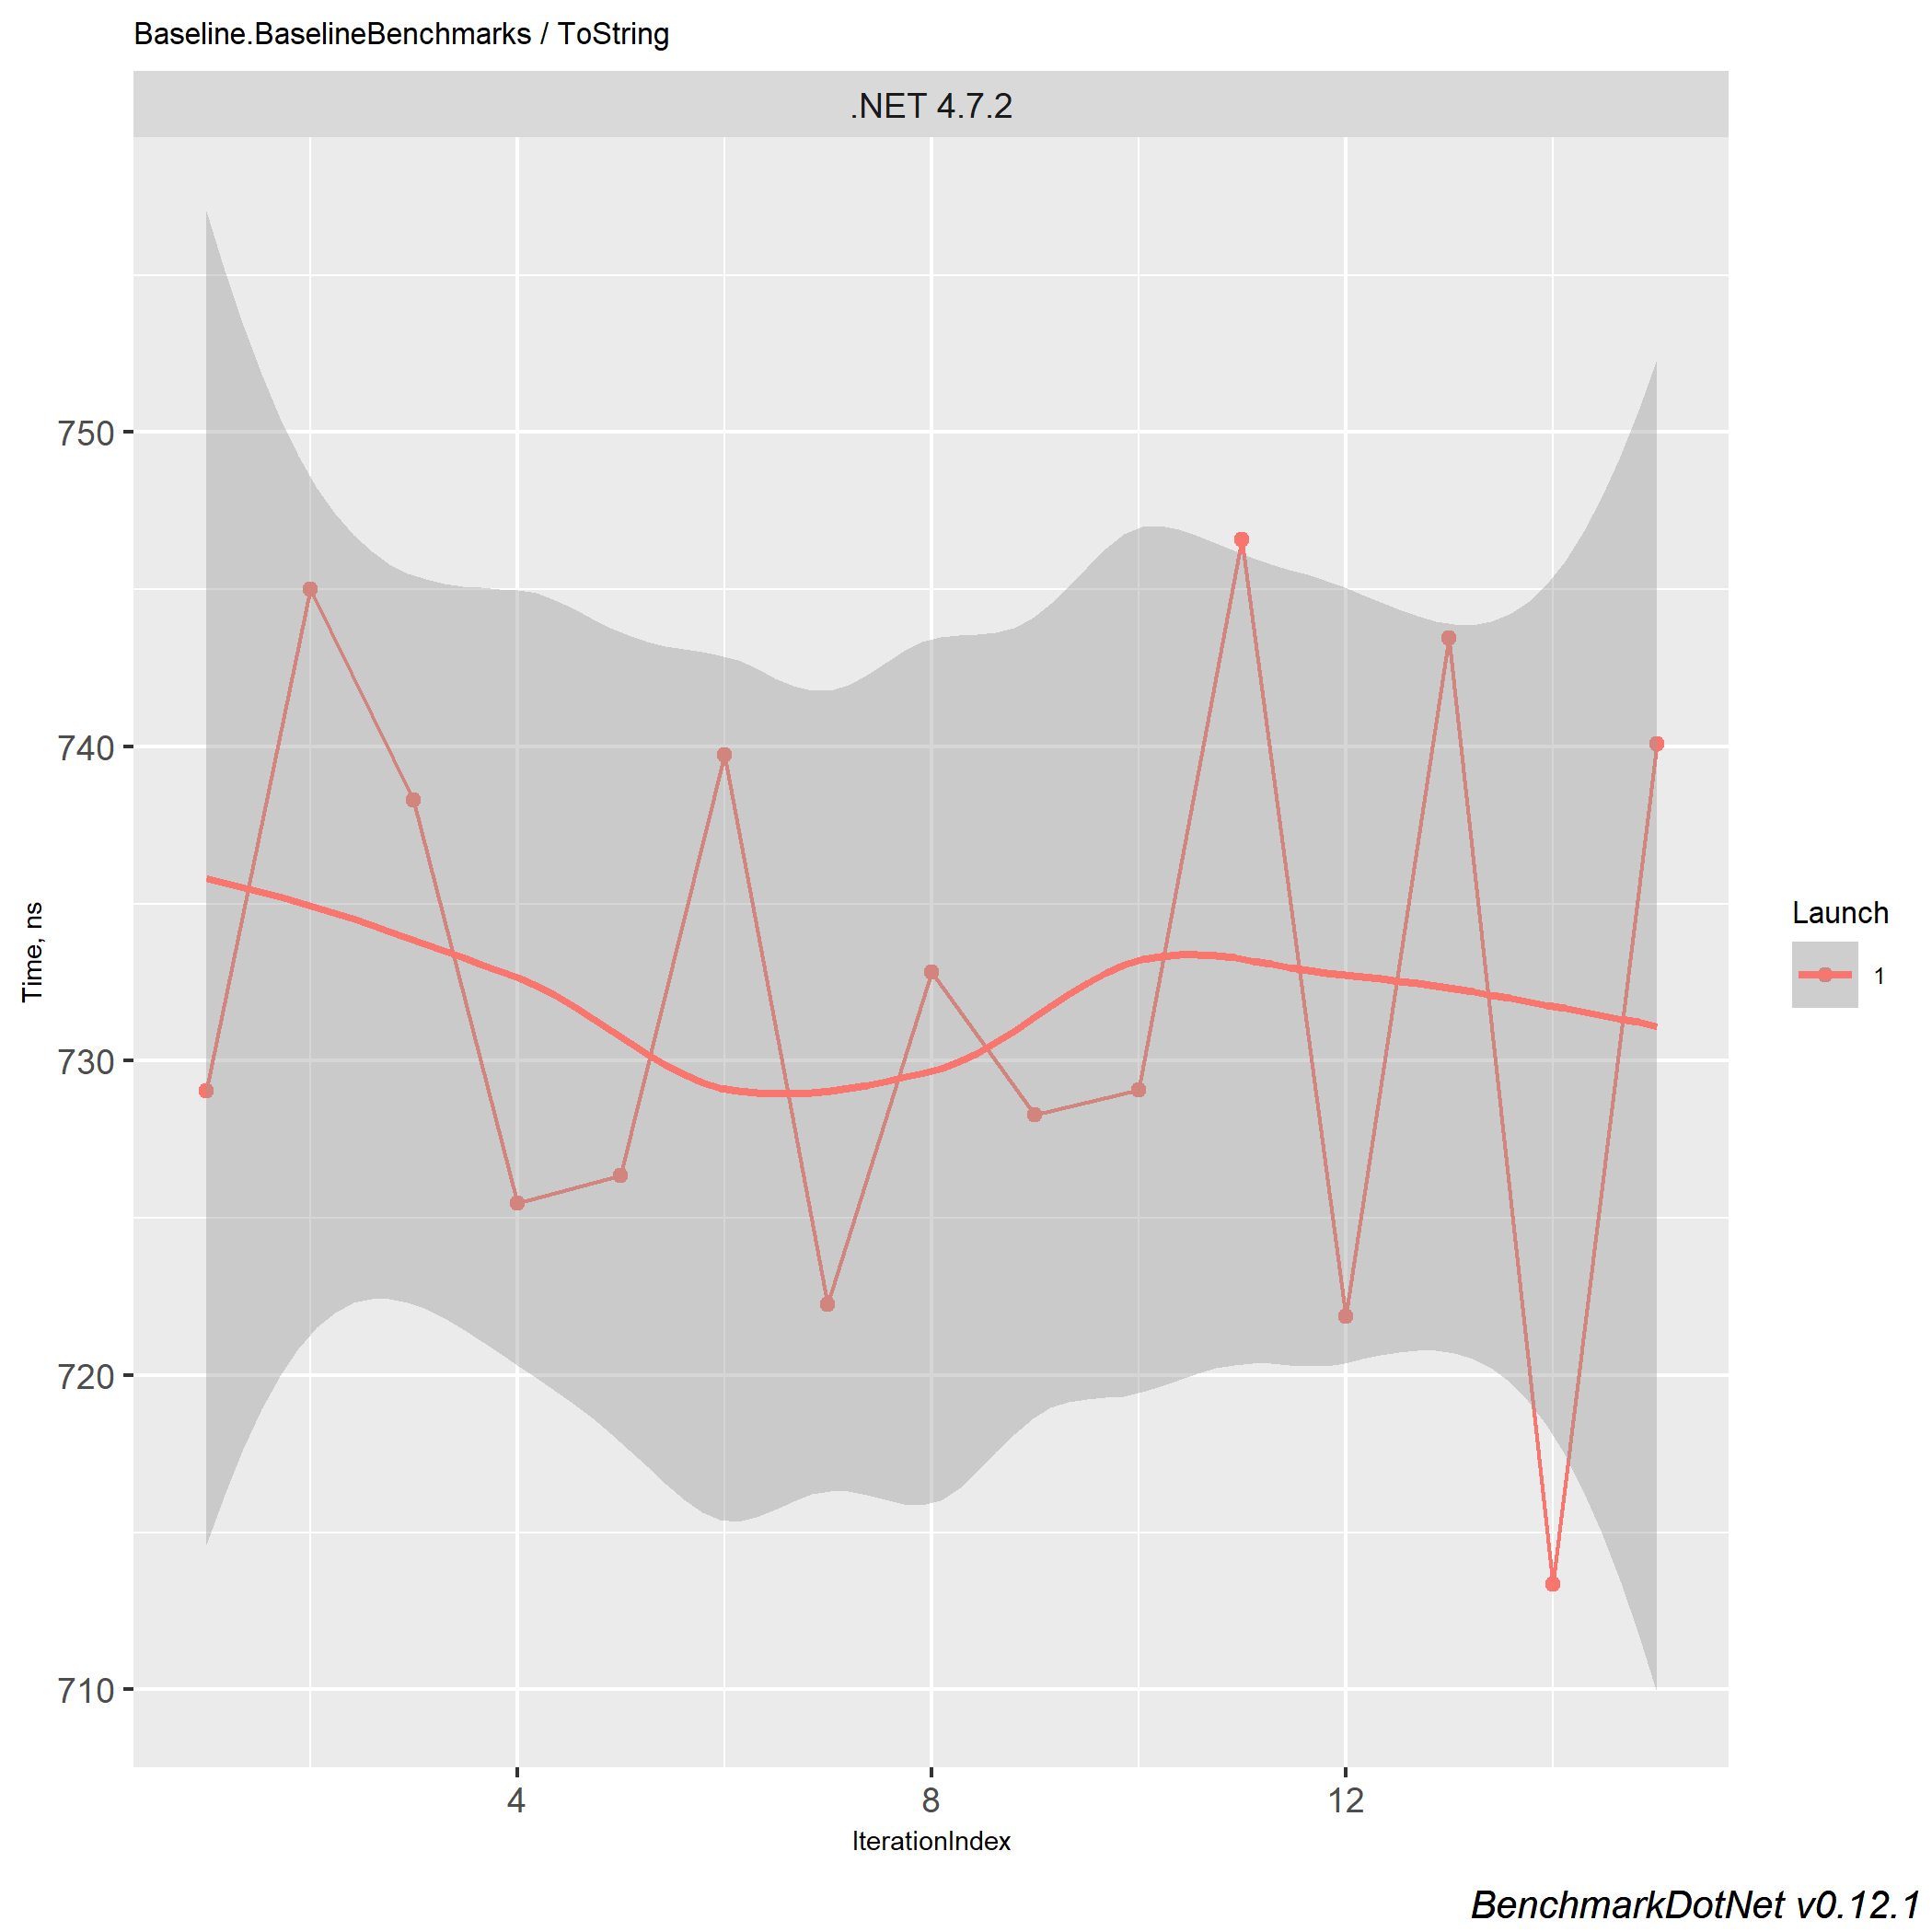 Baseline.BaselineBenchmarks / ToString
.NET 4.7.2
750
740
730
720
710
Time, ns
4 8 12
IterationIndex
Launch
1
BenchmarkDotNet v0.12.1